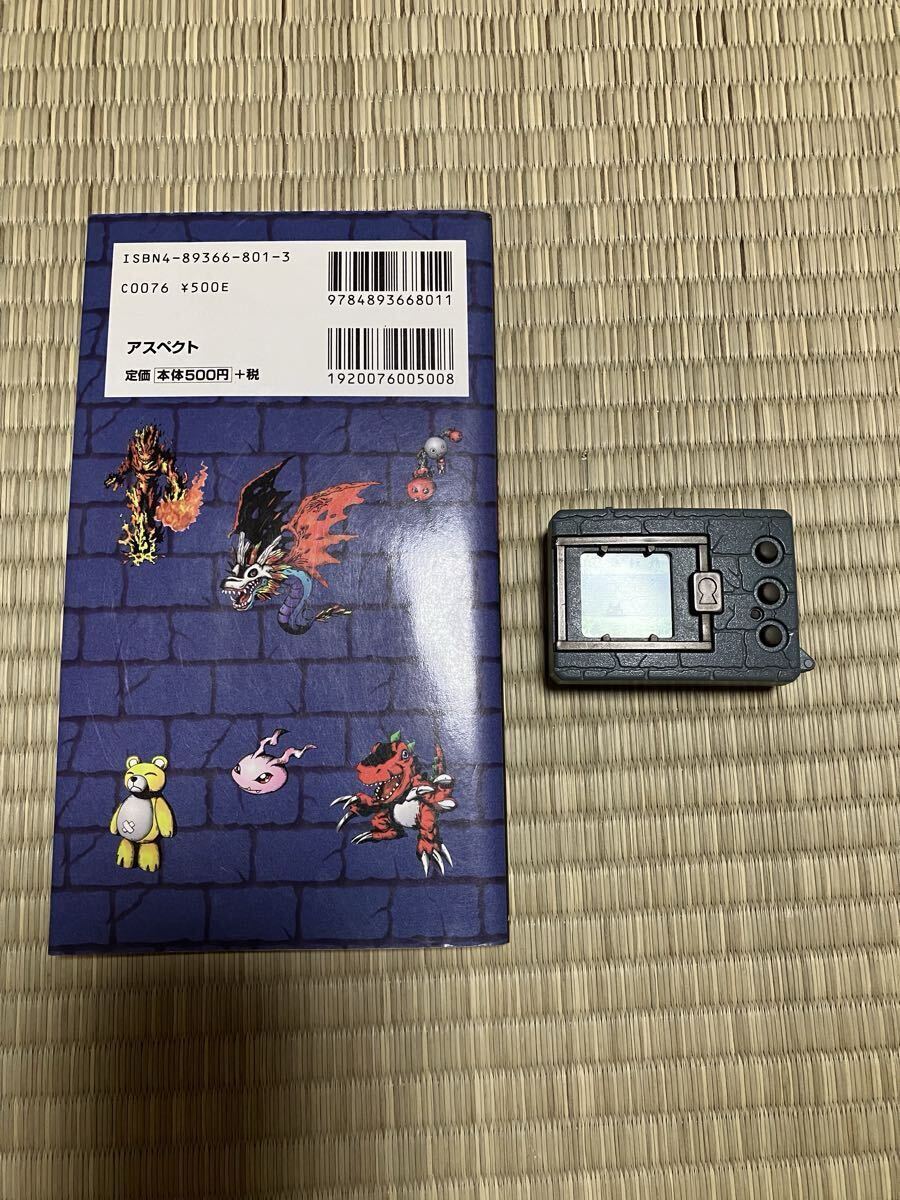 ISBN4-89366-801-3
C0076 ¥500E
9784893668011
アスペクト
定価 本体500円 +税
1920076005008